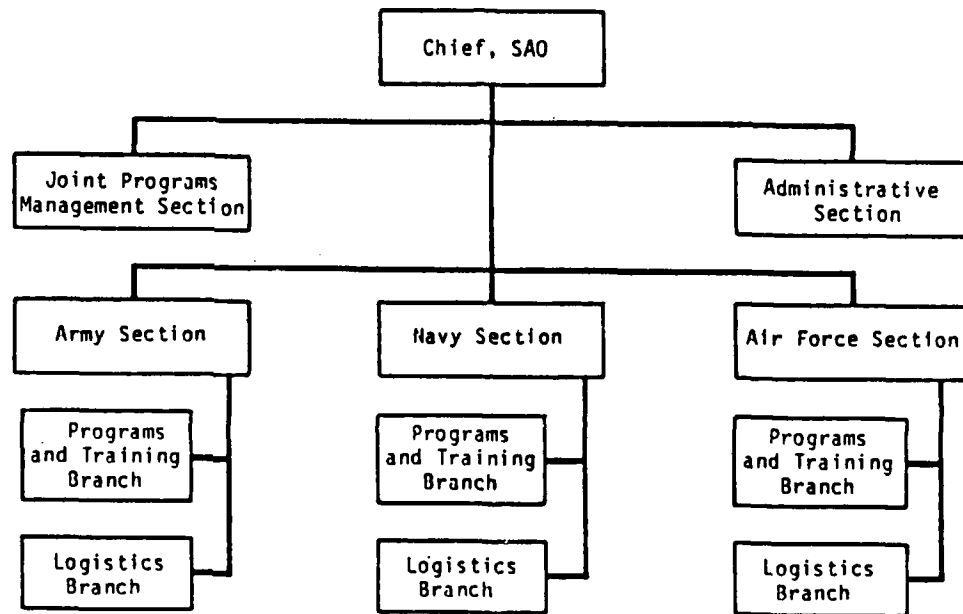 Chief, SAO
Joint Programs
Management Section
Administrative
Section
Army Section
Navy Section
Air Force Section
Programs
and Training
Branch
Programs
and Training
Branch
Programs
and Training
Branch
Logistics
Branch
Logistics
Branch
Logistics
Branch